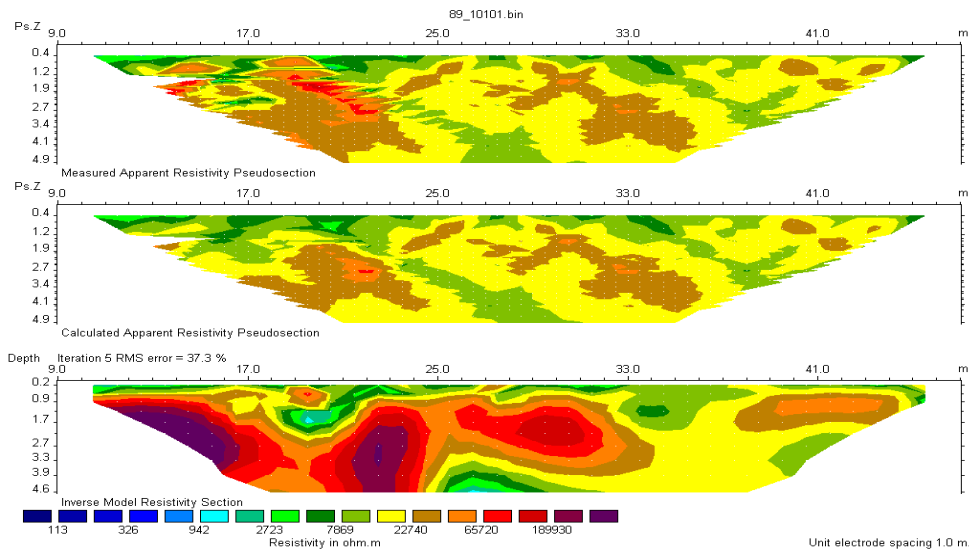 89_10101.bin
Ps.Z
9.0 17.0 25.0 33.0 41.0 m.
0.4
1.2
1.9
2.7
3.4
4.1
4.9
Measured Apparent Resistivity Pseudosection
Ps.Z
9.0 17.0 25.0 33.0 41.0 m.
0.4
1.2
1.9
2.7
3.4
4.1
4.9
Calculated Apparent Resistivity Pseudosection
Depth Iteration 5 RMS error = 37.3 %
9.0 17.0 25.0 33.0 41.0 m.
0.2
0.9
1.7
2.7
3.3
3.9
4.6
Inverse Model Resistivity Section
113 326 942 2723 7869 22740 65720 189930
Resistivity in ohm.m Unit electrode spacing 1.0 m.